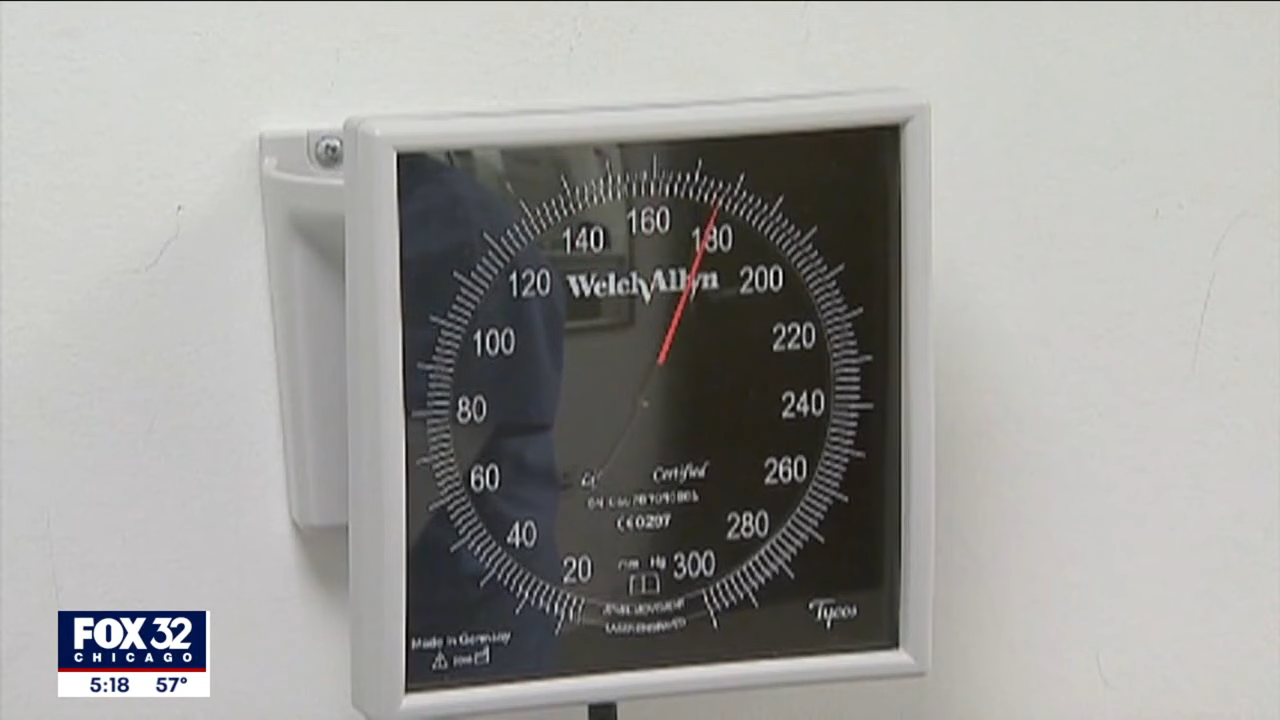 160
140
180
120
WelchAllyn
200
100
220
80
240
60
Certified
260
CE0297
40
280
20
mm Hg
300
Tycos
Made in Germany
FOX 32
CHICAGO
5:18 57°